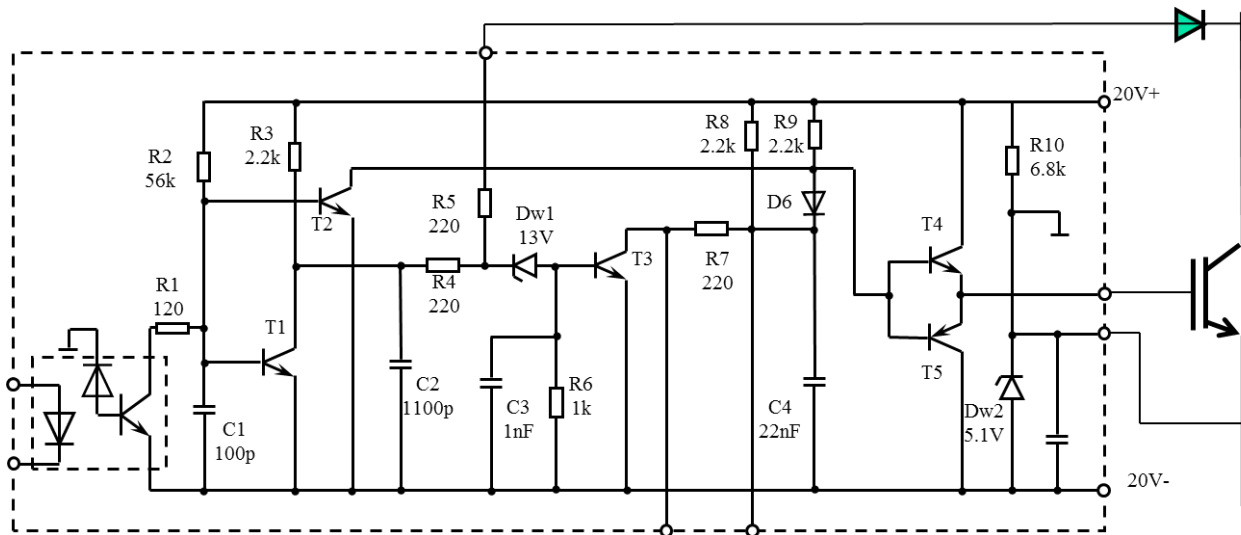 20V+
R8
2.2k
R9
2.2k
R3
2.2k
R10
6.8k
R2
56k
R5
220
Dw1
13V
D6
T2
T4
T3
R7
220
R4
220
R1
120
T1
T5
C2
1100p
C3
1nF
R6
1k
C4
22nF
Dw2
5.1V
C1
100p
20V-